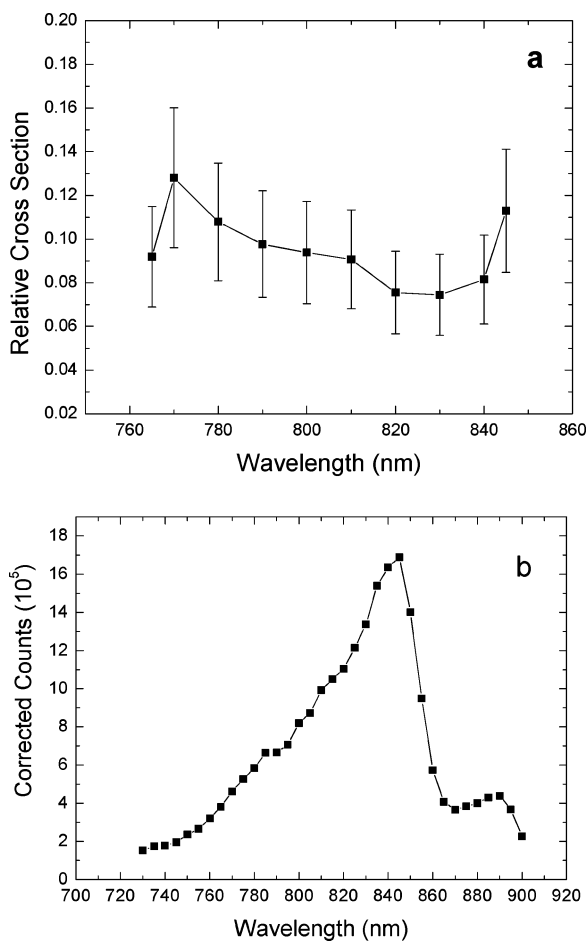 0.20
0.18
0.16
0.14
0.12
0.10
0.08
0.06
0.04
0.02
Relative Cross Section
a
760 780 800 820 840 860
Wavelength (nm)
18
16
14
12
10
8
6
4
2
0
Corrected Counts (10⁵)
b
700 720 740 760 780 800 820 840 860 880 900 920
Wavelength (nm)